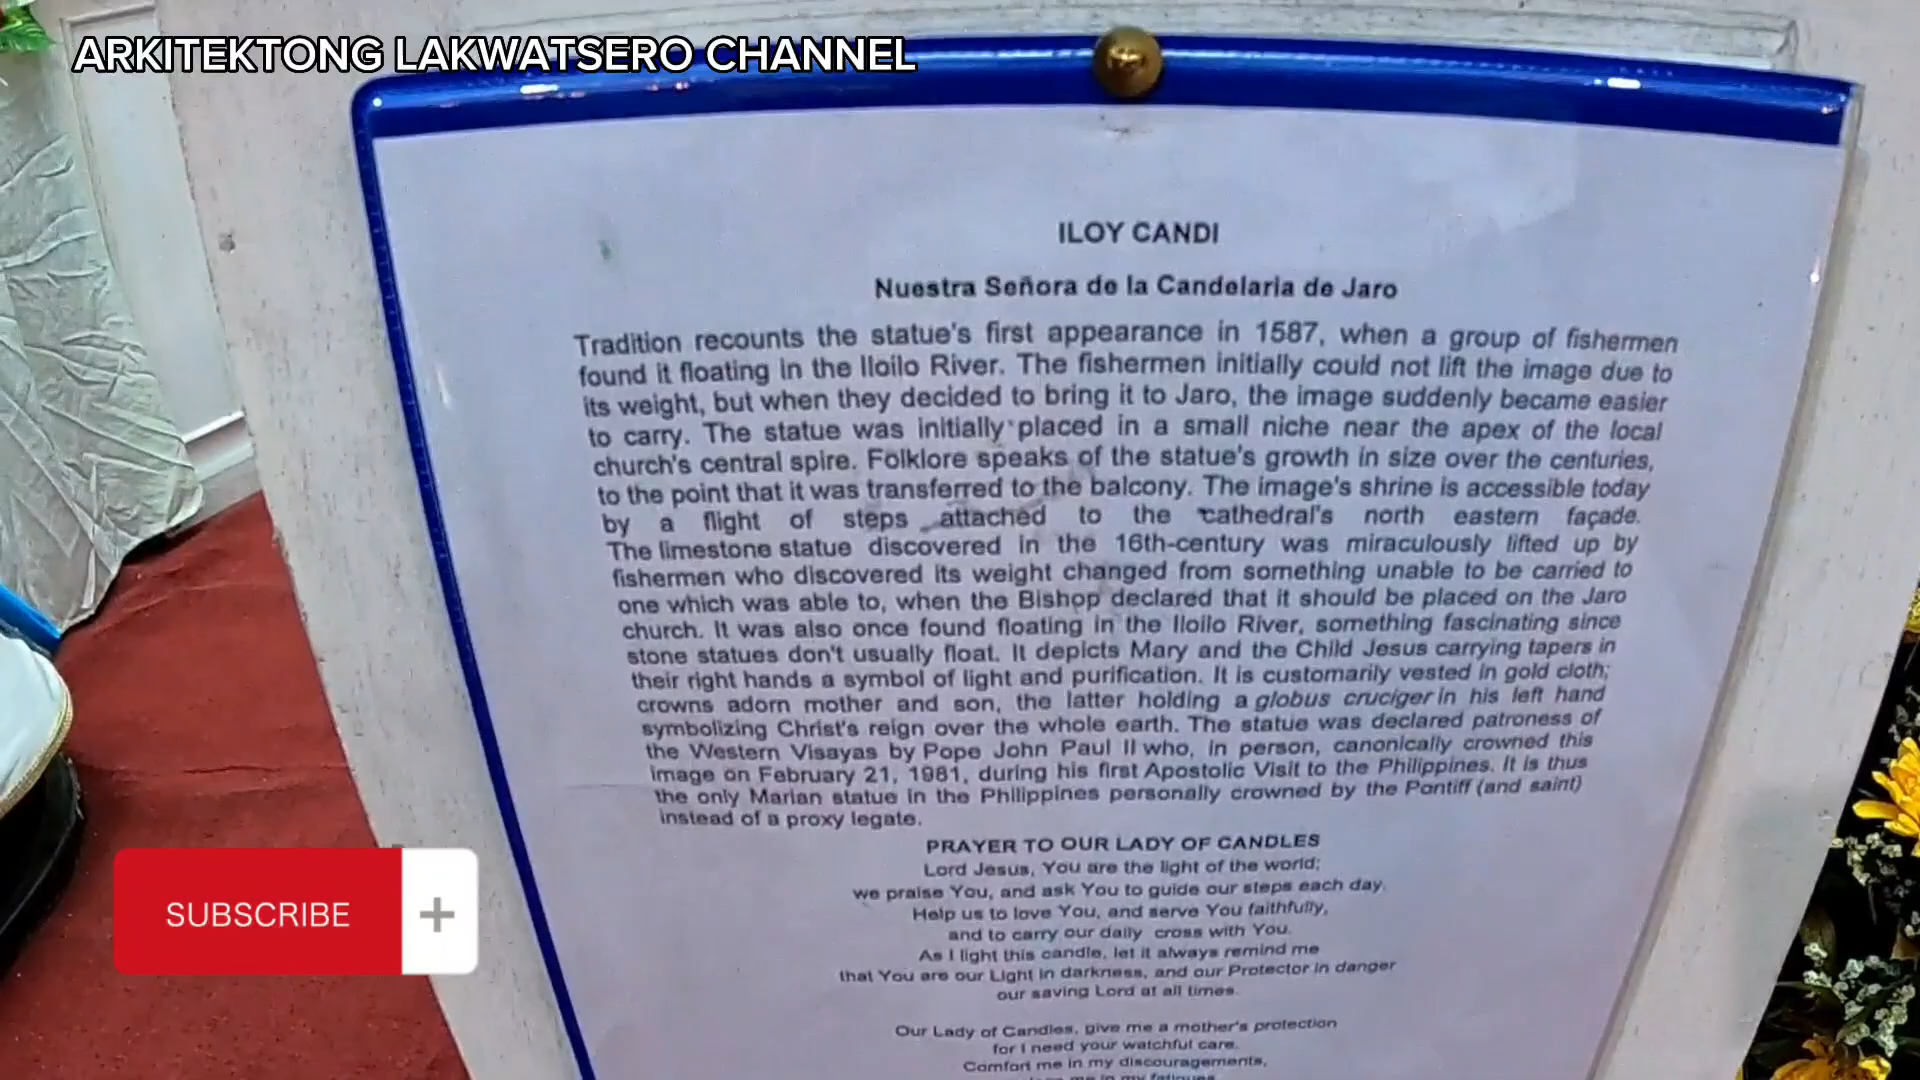 ARKITEKTONG LAKWATSERO CHANNEL
ILOY CANDI
Nuestra Señora de la Candelaria de Jaro
Tradition recounts the statue's first appearance in 1587, when a group of fishermen
found it floating in the Iloilo River. The fishermen initially could not lift the image due to
its weight, but when they decided to bring it to Jaro, the image suddenly became easier
to carry. The statue was initially placed in a small niche near the apex of the local
church's central spire. Folklore speaks of the statue's growth in size over the centuries,
to the point that it was transferred to the balcony. The image's shrine is accessible today
by a flight of steps attached to the cathedral's north eastern façade.
The limestone statue discovered in the 16th-century was miraculously lifted up by
fishermen who discovered its weight changed from something unable to be carried to
one which was able to, when the Bishop declared that it should be placed on the Jaro
church. It was also once found floating in the Iloilo River, something fascinating since
stone statues don't usually float. It depicts Mary and the Child Jesus carrying tapers in
their right hands a symbol of light and purification. It is customarily vested in gold cloth;
crowns adorn mother and son, the latter holding a globus cruciger in his left hand
symbolizing Christ's reign over the whole earth. The statue was declared patroness of
the Western Visayas by Pope John Paul II who, in person, canonically crowned this
image on February 21, 1981, during his first Apostolic Visit to the Philippines. It is thus
the only Marian statue in the Philippines personally crowned by the Pontiff (and saint)
instead of a proxy legate.
PRAYER TO OUR LADY OF CANDLES
Lord Jesus, You are the light of the world;
we praise You, and ask You to guide our steps each day.
Help us to love You, and serve You faithfully,
and to carry our daily cross with You.
As I light this candle, let it always remind me
that You are our Light in darkness, and our Protector in danger
our saving Lord at all times.
Our Lady of Candles, give me a mother's protection
for I need your watchful care.
Comfort me in my discouragements,
me in my fatigues
SUBSCRIBE +